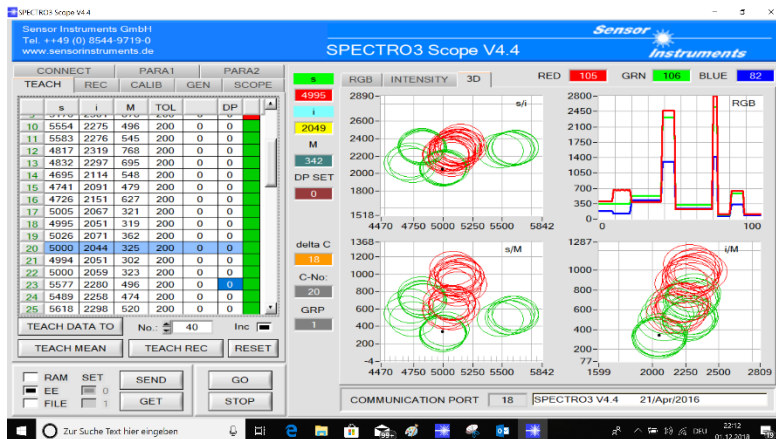 SPECTRO3 Scope V4.4
Sensor Instruments GmbH
Tel. ++49 (0) 8544-9719-0
www.sensorinstruments.de
SPECTRO3 Scope V4.4
Sensor Instruments
CONNECT PARA1 PARA2
TEACH REC CALIB GEN SCOPE
s i M TOL DP
10 5554 2275 496 200 0 0
11 5583 2276 545 200 0 0
12 4817 2319 768 200 0 0
13 4832 2297 695 200 0 0
14 4695 2114 548 200 0 0
15 4741 2091 479 200 0 0
16 4726 2151 627 200 0 0
17 5005 2067 321 200 0 0
18 4995 2051 319 200 0 0
19 5026 2071 362 200 0 0
20 5000 2044 325 200 0 0
21 4994 2051 302 200 0 0
22 5000 2059 323 200 0 0
23 5577 2280 496 200 0 0
24 5489 2258 474 200 0 0
25 5618 2298 520 200 0 0
TEACH DATA TO No.: 40 Inc
TEACH MEAN TEACH REC RESET
RAM SET
EE 0
FILE 1
SEND GO
GET STOP
s
4995
i
2049
M
342
DP SET
0
delta C
18
C-No:
20
GRP
1
RGB INTENSITY 3D
RED 105 GRN 106 BLUE 82
s/i
2890
2600
2400
2200
2000
1800
1518
4470 4750 5000 5250 5500 5842
RGB
2800
2450
2100
1750
1400
1050
700
350
0
0 100
s/M
1368
1200
1000
800
600
400
200
-4
4470 4750 5000 5250 5500 5842
i/M
1287
1000
800
600
400
200
77
1599 2000 2250 2500 2809
COMMUNICATION PORT 18 SPECTRO3 V4.4 21/Apr/2016
Zur Suche Text hier eingeben
99+
DEU
22:12
01.12.2018